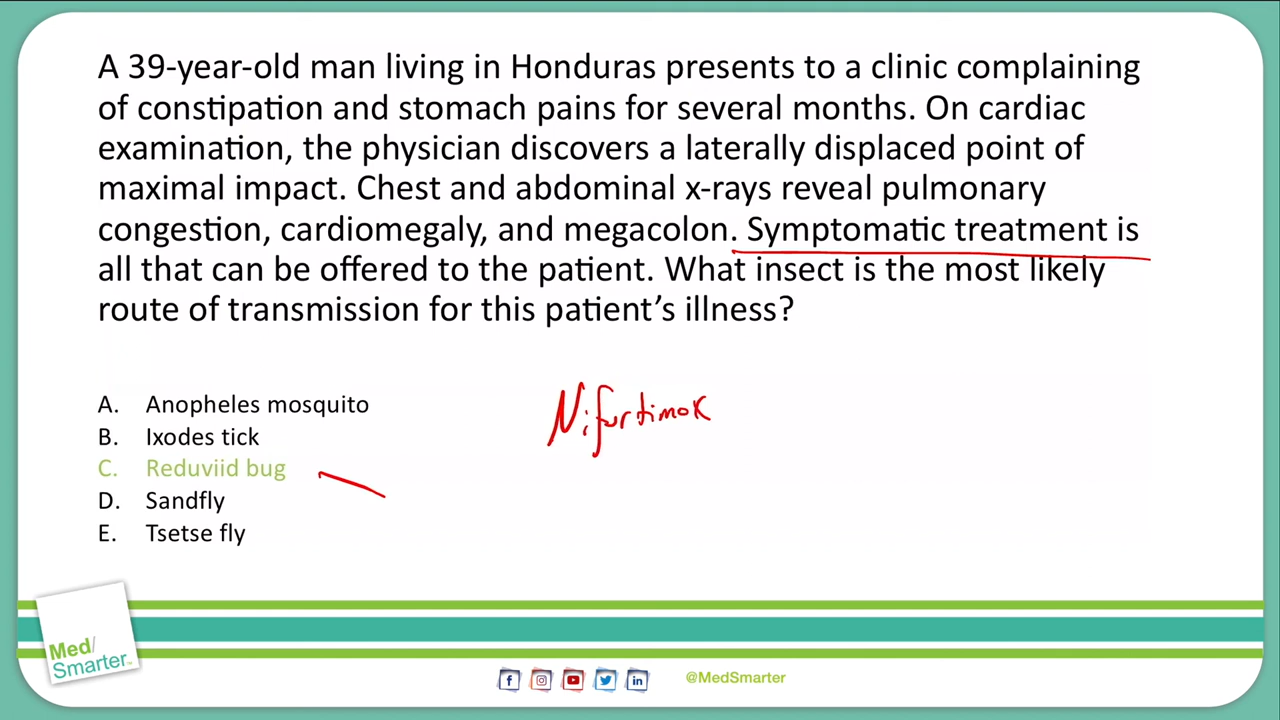 A 39-year-old man living in Honduras presents to a clinic complaining
of constipation and stomach pains for several months. On cardiac
examination, the physician discovers a laterally displaced point of
maximal impact. Chest and abdominal x-rays reveal pulmonary
congestion, cardiomegaly, and megacolon. Symptomatic treatment is
all that can be offered to the patient. What insect is the most likely
route of transmission for this patient’s illness?
A. Anopheles mosquito
Nifurtimox
B. Ixodes tick
C. Reduviid bug
D. Sandfly
E. Tsetse fly
Med/
Smarter™
@MedSmarter